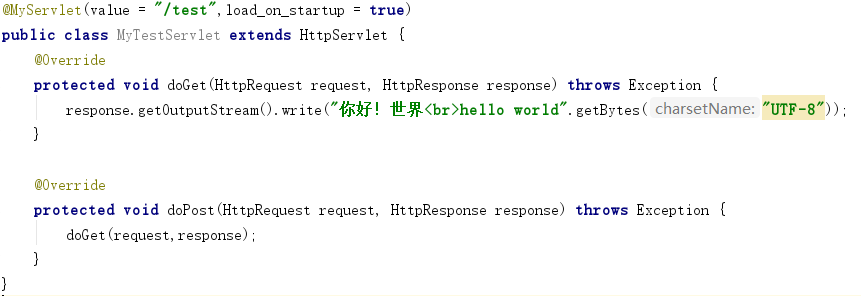 @MyServlet(value = "/test",load_on_startup = true)
public class MyTestServlet extends HttpServlet {
@Override
protected void doGet(HttpRequest request, HttpResponse response) throws Exception {
response.getOutputStream().write("你好！世界<br>hello world".getBytes( charsetName: "UTF-8"));
}
@Override
protected void doPost(HttpRequest request, HttpResponse response) throws Exception {
doGet(request,response);
}
}